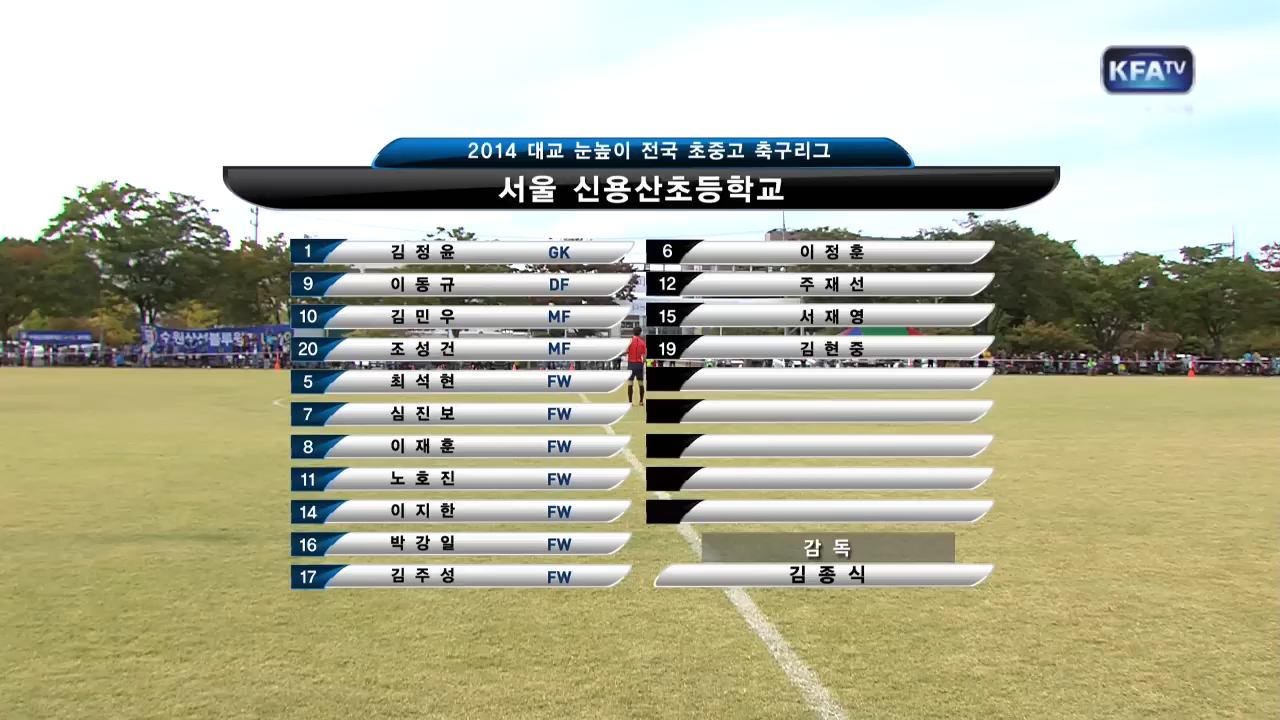 KFATV
2014 대교 눈높이 전국 초중고 축구리그
서울 신용산초등학교
1 김정윤 GK
9 이동규 DF
10 김민우 MF
20 조성건 MF
5 최석현 FW
7 심진보 FW
8 이재훈 FW
11 노호진 FW
14 이지한 FW
16 박강일 FW
17 김주성 FW
6 이정훈
12 주재선
15 서재영
19 김현중
감독
김종식